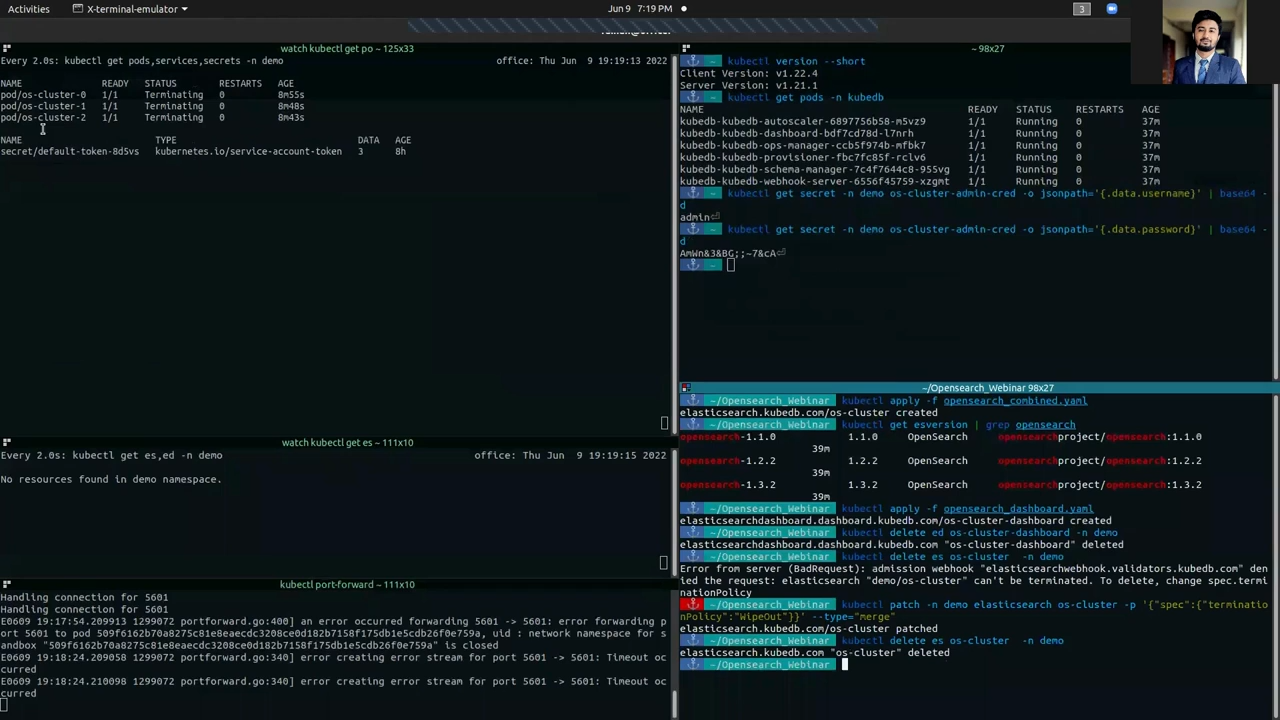 Activities
X-terminal-emulator
Jun 9 7:19 PM
3
watch kubectl get po ~ 125x33
Every 2.0s: kubectl get pods,services,secrets -n demo
office: Thu Jun  9 19:19:13 2022
NAME READY STATUS RESTARTS AGE
pod/os-cluster-0 1/1 Terminating 0 8m55s
pod/os-cluster-1 1/1 Terminating 0 8m48s
pod/os-cluster-2 1/1 Terminating 0 8m43s
NAME TYPE DATA AGE
secret/default-token-8d5vs kubernetes.io/service-account-token 3 8h
watch kubectl get es ~ 111x10
Every 2.0s: kubectl get es,ed -n demo
office: Thu Jun  9 19:19:15 2022
No resources found in demo namespace.
kubectl port-forward ~ 111x10
Handling connection for 5601
Handling connection for 5601
E0609 19:17:54.209913 1299072 portforward.go:400] an error occurred forwarding 5601 -> 5601: error forwarding p
ort 5601 to pod 509f6162b70a8275c81e8eaecdc3208ce0d182b7158f175db1e5cdb26f0e759a, uid : network namespace for s
andbox "509f6162b70a8275c81e8eaecdc3208ce0d182b7158f175db1e5cdb26f0e759a" is closed
E0609 19:18:24.209058 1299072 portforward.go:340] error creating error stream for port 5601 -> 5601: Timeout oc
curred
E0609 19:18:24.210098 1299072 portforward.go:340] error creating error stream for port 5601 -> 5601: Timeout oc
curred
~ 98x27
~ kubectl version --short
Client Version: v1.22.4
Server Version: v1.21.1
~ kubectl get pods -n kubedb
NAME READY STATUS RESTARTS AGE
kubedb-kubedb-autoscaler-6897756b58-m5vz9 1/1 Running 0 37m
kubedb-kubedb-dashboard-bdf7cd78d-l7nrh 1/1 Running 0 37m
kubedb-kubedb-ops-manager-ccb5f974b-mfbk7 1/1 Running 0 37m
kubedb-kubedb-provisioner-fbc7fc85f-rclv6 1/1 Running 0 37m
kubedb-kubedb-schema-manager-7c4f7644c8-955vg 1/1 Running 0 37m
kubedb-kubedb-webhook-server-6556f45759-xzgmt 1/1 Running 0 37m
~ kubectl get secret -n demo os-cluster-admin-cred -o jsonpath='{.data.username}' | base64 -
d
admin⏎
~ kubectl get secret -n demo os-cluster-admin-cred -o jsonpath='{.data.password}' | base64 -
d
AmWn&3&BG;;~7&cA⏎
~
~/Opensearch_Webinar 98x27
~/Opensearch_Webinar kubectl apply -f opensearch_combined.yaml
elasticsearch.kubedb.com/os-cluster created
~/Opensearch_Webinar kubectl get esversion | grep opensearch
opensearch-1.1.0 1.1.0 OpenSearch opensearchproject/opensearch:1.1.0
39m
opensearch-1.2.2 1.2.2 OpenSearch opensearchproject/opensearch:1.2.2
39m
opensearch-1.3.2 1.3.2 OpenSearch opensearchproject/opensearch:1.3.2
39m
~/Opensearch_Webinar kubectl apply -f opensearch_dashboard.yaml
elasticsearchdashboard.dashboard.kubedb.com/os-cluster-dashboard created
~/Opensearch_Webinar kubectl delete ed os-cluster-dashboard -n demo
elasticsearchdashboard.dashboard.kubedb.com "os-cluster-dashboard" deleted
~/Opensearch_Webinar kubectl delete es os-cluster  -n demo
Error from server (BadRequest): admission webhook "elasticsearchwebhook.validators.kubedb.com" den
ied the request: elasticsearch "demo/os-cluster" can't be terminated. To delete, change spec.termi
nationPolicy
~/Opensearch_Webinar kubectl patch -n demo elasticsearch os-cluster -p '{"spec":{"terminatio
nPolicy":"WipeOut"}}' --type="merge"
elasticsearch.kubedb.com/os-cluster patched
~/Opensearch_Webinar kubectl delete es os-cluster  -n demo
elasticsearch.kubedb.com "os-cluster" deleted
~/Opensearch_Webinar